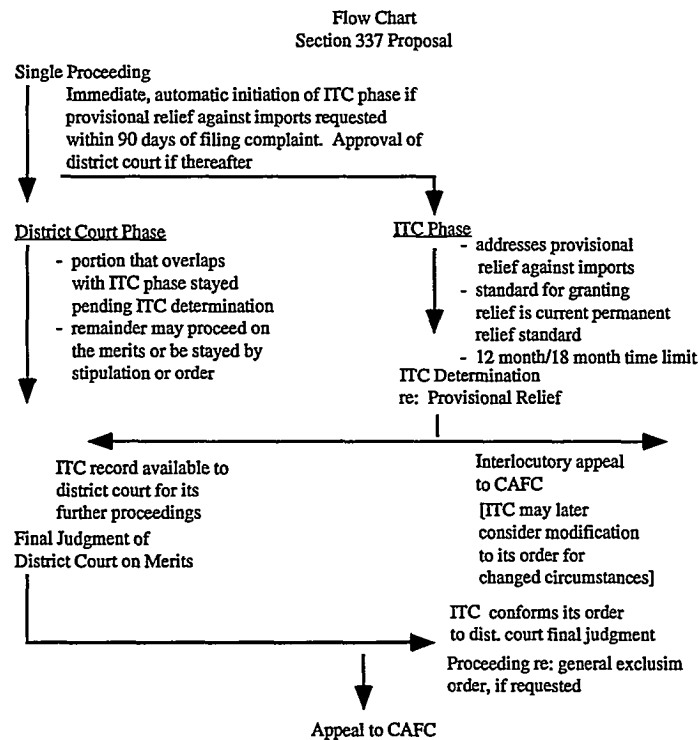 Flow Chart
Section 337 Proposal
Single Proceeding
Immediate, automatic initiation of ITC phase if
provisional relief against imports requested
within 90 days of filing complaint. Approval of
district court if thereafter
District Court Phase
- portion that overlaps
with ITC phase stayed
pending ITC determination
- remainder may proceed on
the merits or be stayed by
stipulation or order
ITC Phase
- addresses provisional
relief against imports
- standard for granting
relief is current permanent
relief standard
- 12 month/18 month time limit
ITC Determination
re: Provisional Relief
ITC record available to
district court for its
further proceedings
Interlocutory appeal
to CAFC
[ITC may later
consider modification
to its order for
changed circumstances]
Final Judgment of
District Court on Merits
ITC conforms its order
to dist. court final judgment
Proceeding re: general exclusim
order, if requested
Appeal to CAFC